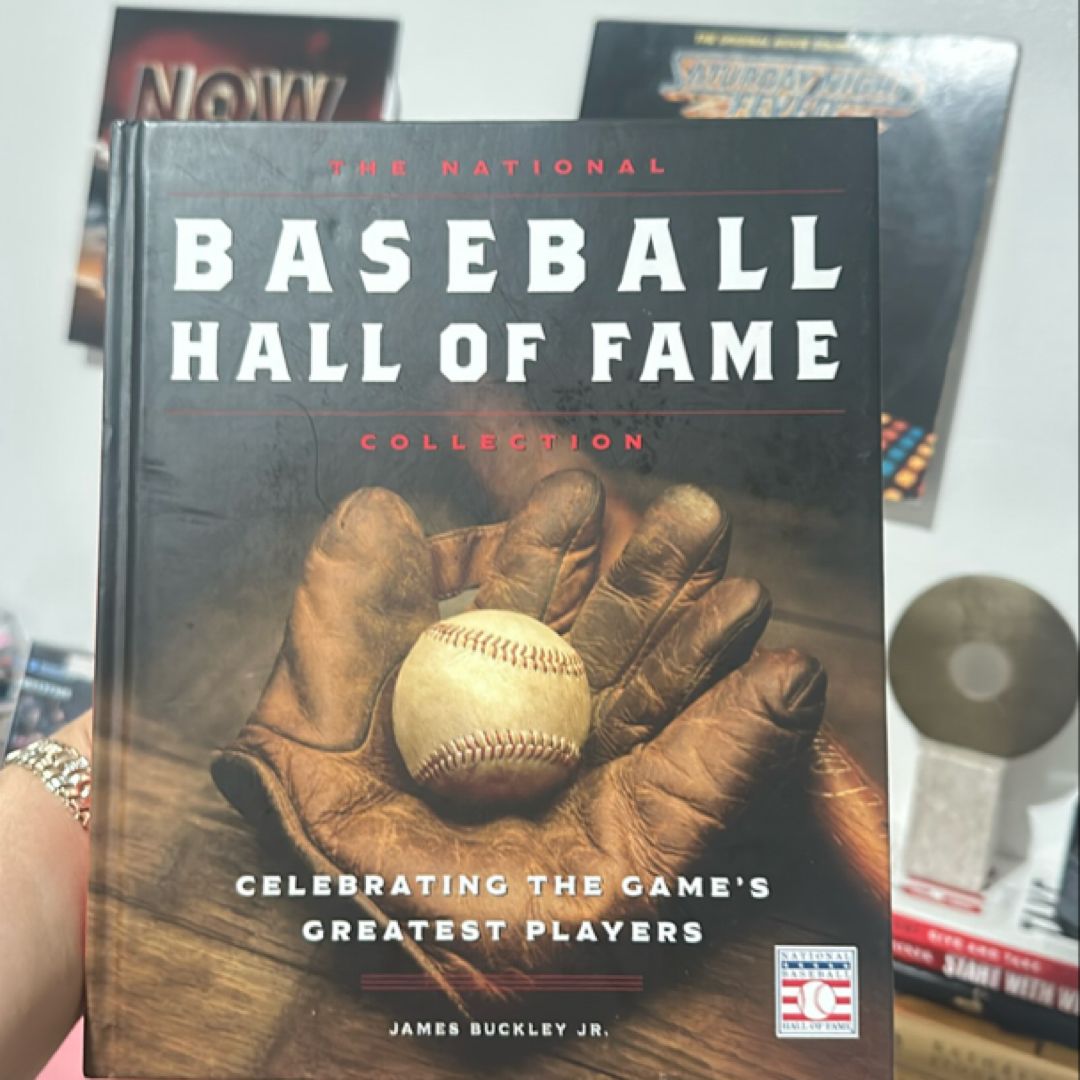 NOW
SATURDAY NIGHT
FEVER
THE NATIONAL
BASEBALL
HALL OF FAME
COLLECTION
CELEBRATING THE GAME'S
GREATEST PLAYERS
JAMES BUCKLEY JR.
NATIONAL
BASEBALL
HALL OF FAME
START WITH